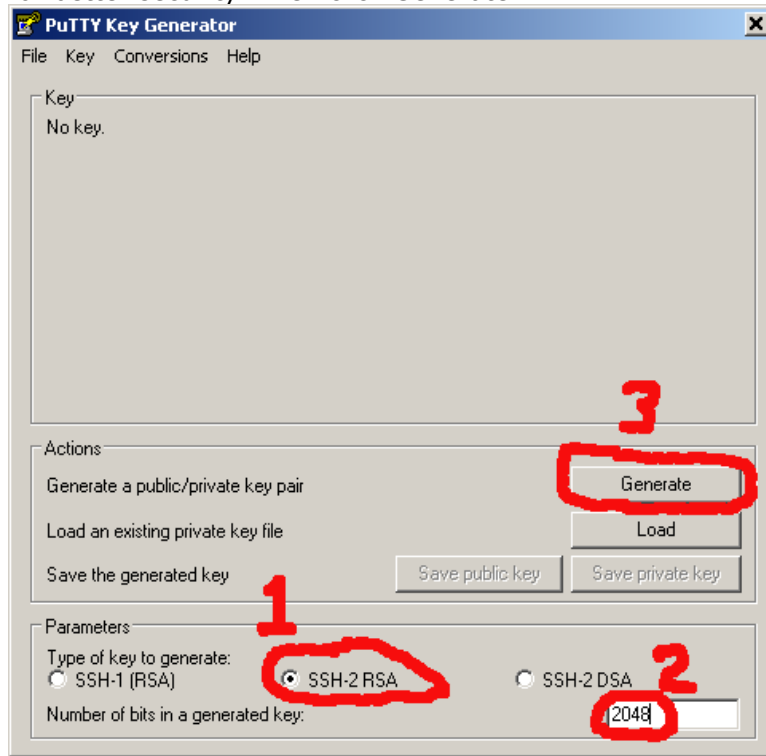 PuTTY Key Generator
File Key Conversions Help
Key
No key.
3
Actions
Generate a public/private key pair Generate
Load an existing private key file Load
Save the generated key Save public key Save private key
1
Parameters
Type of key to generate:
SSH-1 (RSA) SSH-2 RSA SSH-2 DSA
2
Number of bits in a generated key: 2048